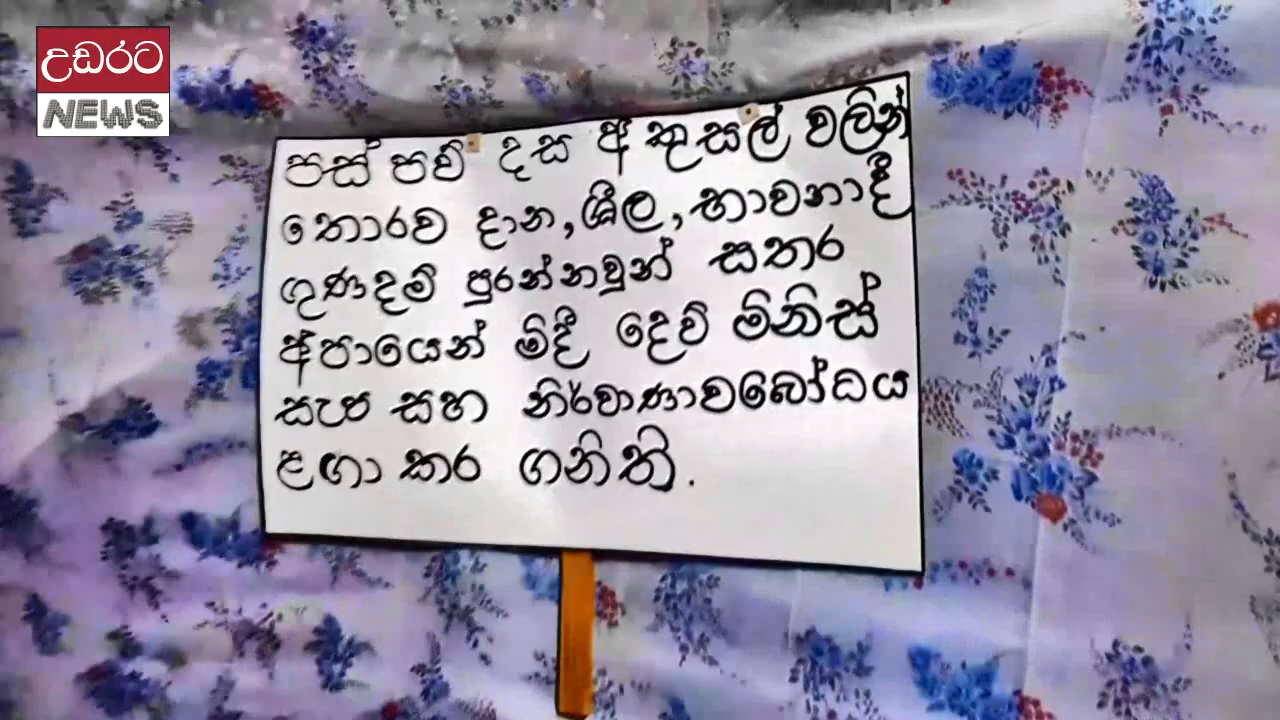 උඩරට
NEWS
පස් පව් දස අකුසල් වලින්
තොරව දාන, ශීල, භාවනාදී
ගුණදම් පුරන්නවුන් සතර
අපායෙන් මිදී දෙව් මිනිස්
සැප සහ නිර්වාණාවබෝධය
ළඟා කර ගනිති.